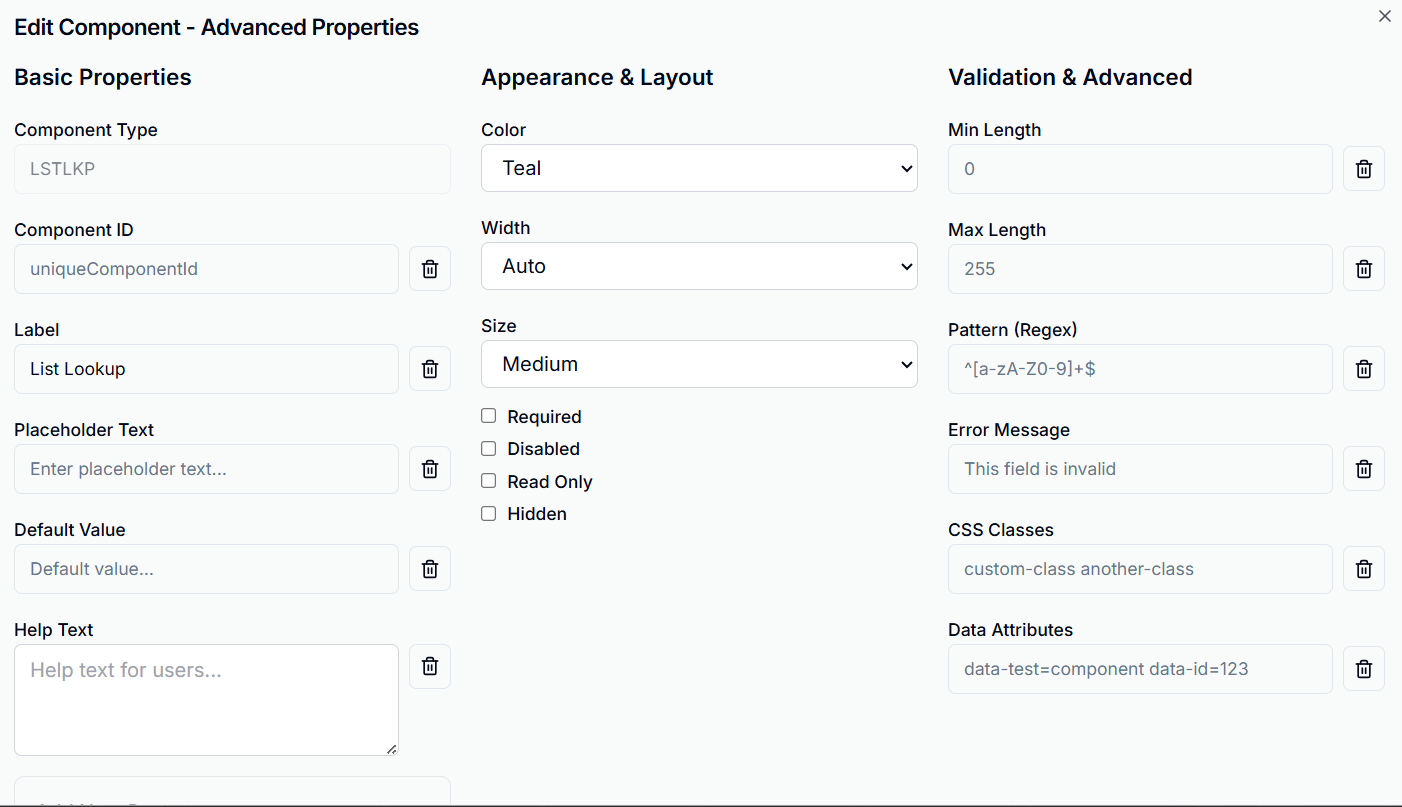 Edit Component - Advanced Properties
Basic Properties
Component Type
LSTLKP
Component ID
uniqueComponentId
Label
List Lookup
Placeholder Text
Enter placeholder text...
Default Value
Default value...
Help Text
Help text for users...
Appearance & Layout
Color
Teal
Width
Auto
Size
Medium
Required
Disabled
Read Only
Hidden
Validation & Advanced
Min Length
0
Max Length
255
Pattern (Regex)
^[a-zA-Z0-9]+$
Error Message
This field is invalid
CSS Classes
custom-class another-class
Data Attributes
data-test=component data-id=123